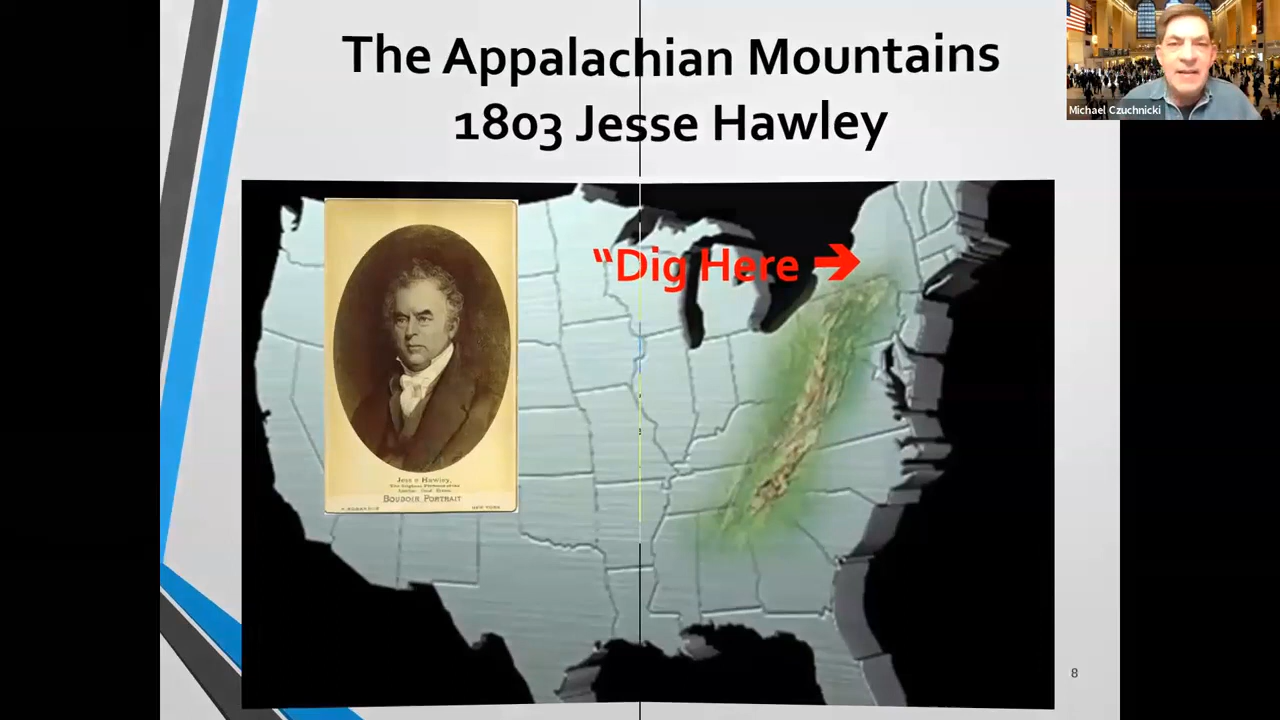 The Appalachian Mountains
1803 Jesse Hawley
Michael Czuchnicki
“Dig Here
Jesse Hawley,
BOUDOIR PORTRAIT
NEW YORK
8